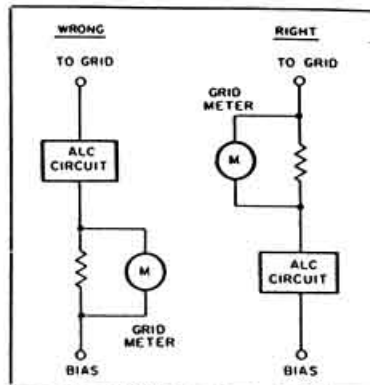 WRONG
TO GRID
ALC
CIRCUIT
M
GRID
METER
BIAS
RIGHT
TO GRID
GRID
METER
M
ALC
CIRCUIT
BIAS